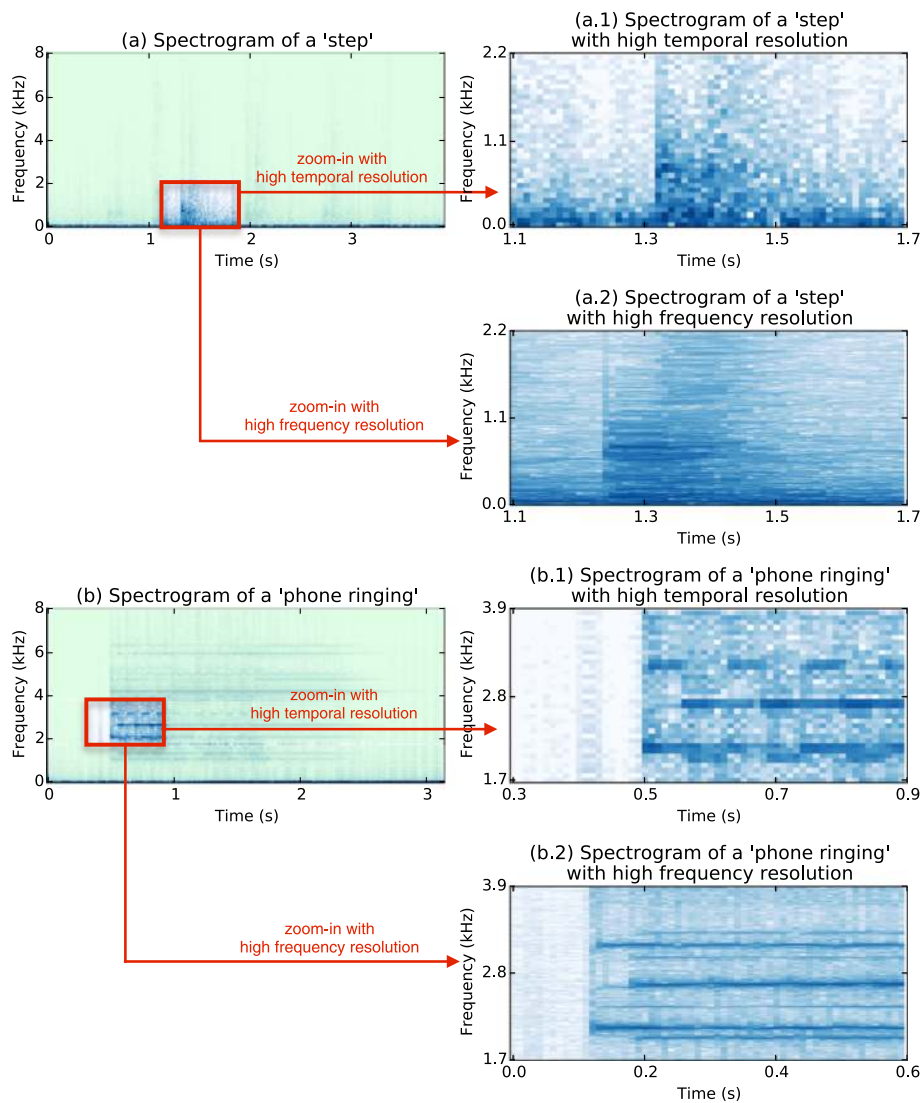 (a) Spectrogram of a 'step'
Frequency (kHz)
8
6
4
2
0
0 1 2 3
Time (s)
zoom-in with
high temporal resolution
(a.1) Spectrogram of a 'step'
with high temporal resolution
Frequency (kHz)
2.2
1.1
0.0
1.1 1.3 1.5 1.7
Time (s)
zoom-in with
high frequency resolution
(a.2) Spectrogram of a 'step'
with high frequency resolution
Frequency (kHz)
2.2
1.1
0.0
1.1 1.3 1.5 1.7
Time (s)
(b) Spectrogram of a 'phone ringing'
Frequency (kHz)
8
6
4
2
0
0 1 2 3
Time (s)
zoom-in with
high temporal resolution
(b.1) Spectrogram of a 'phone ringing'
with high temporal resolution
Frequency (kHz)
3.9
2.8
1.7
0.3 0.5 0.7 0.9
Time (s)
zoom-in with
high frequency resolution
(b.2) Spectrogram of a 'phone ringing'
with high frequency resolution
Frequency (kHz)
3.9
2.8
1.7
0.0 0.2 0.4 0.6
Time (s)